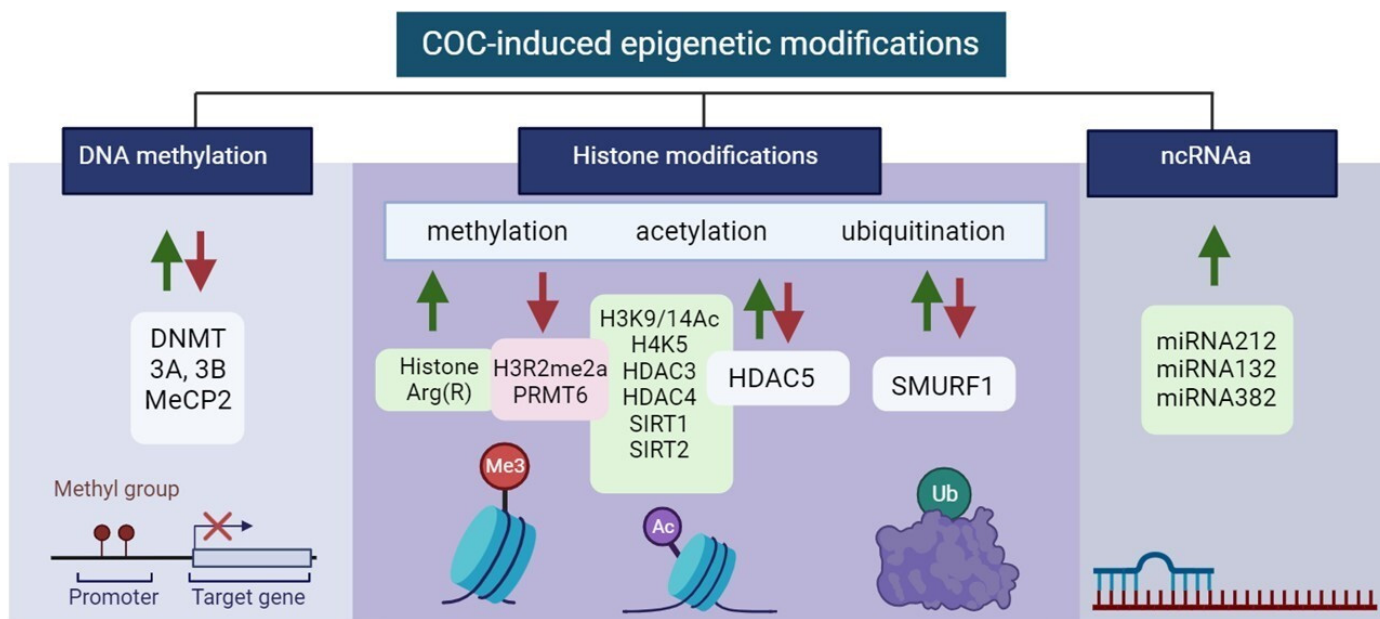 COC-induced epigenetic modifications
DNA methylation
Histone modifications
ncRNAa
methylation acetylation ubiquitination
DNMT
3A, 3B
MeCP2
Histone
Arg(R)
H3R2me2a
PRMT6
H3K9/14Ac
H4K5
HDAC3
HDAC4
SIRT1
SIRT2
HDAC5
SMURF1
miRNA212
miRNA132
miRNA382
Methyl group
Promoter
Target gene
Me3
Ac
Ub